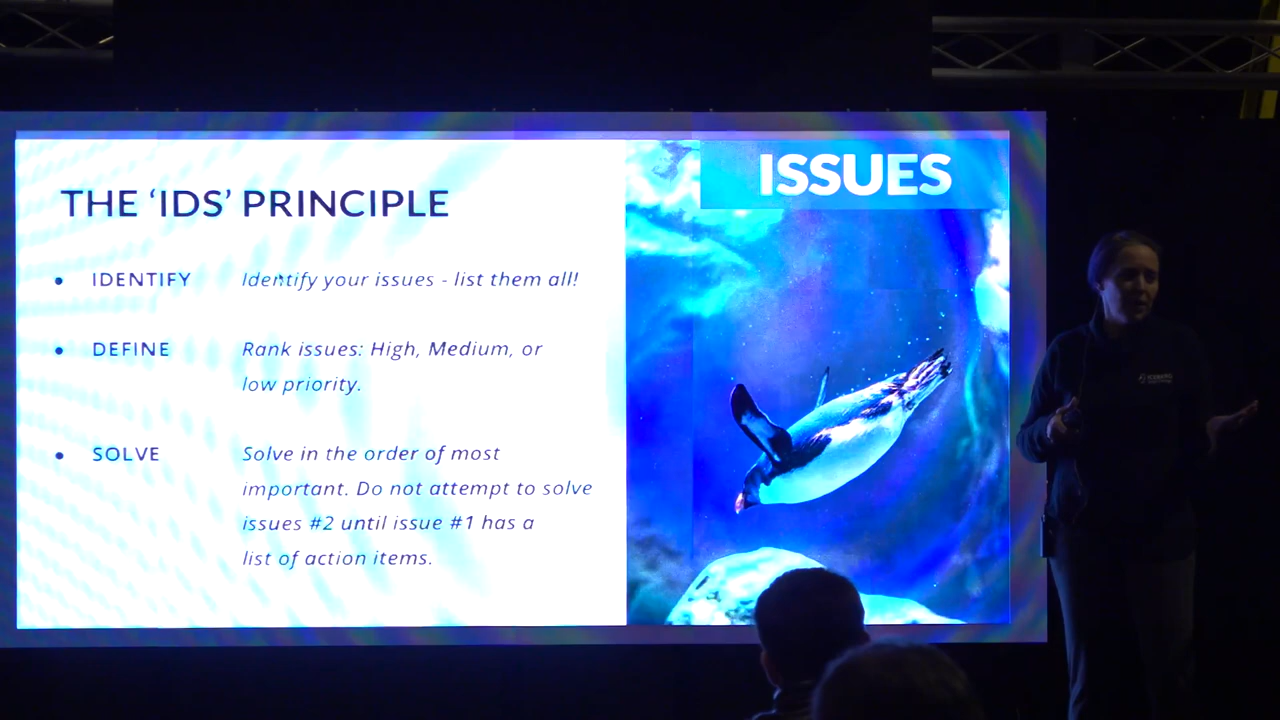 THE ‘IDS’ PRINCIPLE
ISSUES
• IDENTIFY Identify your issues - list them all!
• DEFINE Rank issues: High, Medium, or
low priority.
• SOLVE Solve in the order of most
important. Do not attempt to solve
issues #2 until issue #1 has a
list of action items.